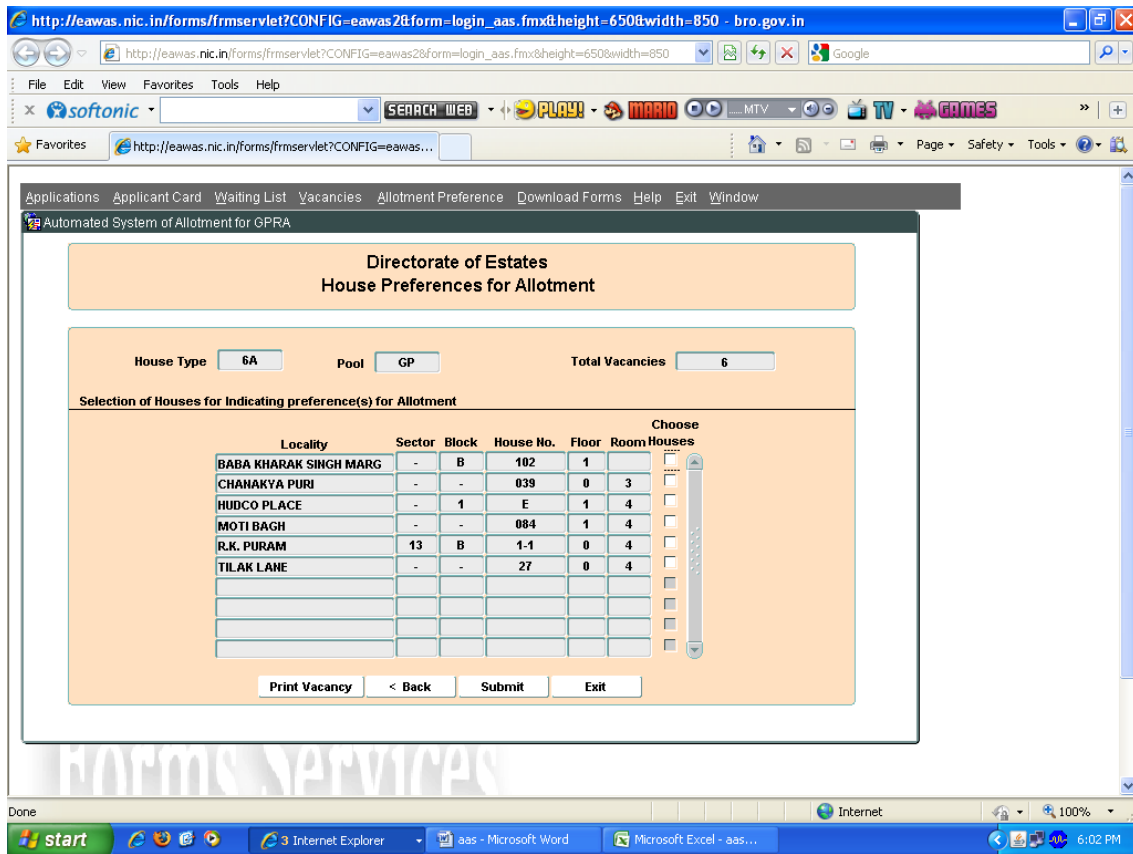 http://eawas.nic.in/forms/frmservlet?CONFIG=eawas2&form=login_aas.fmx&height=650&width=850 - bro.gov.in
http://eawas.nic.in/forms/frmservlet?CONFIG=eawas2&form=login_aas.fmx&height=650&width=850 Google
File Edit View Favorites Tools Help
x softonic SEARCH WEB PLAY! MARIO ....MTV TV GAMES »
Favorites http://eawas.nic.in/forms/frmservlet?CONFIG=eawas... Page Safety Tools
Applications Applicant Card Waiting List Vacancies Allotment Preference Download Forms Help Exit Window
Automated System of Allotment for GPRA
Directorate of Estates
House Preferences for Allotment
House Type 6A Pool GP Total Vacancies 6
Selection of Houses for Indicating preference(s) for Allotment
Choose
Locality Sector Block House No. Floor Room Houses
BABA KHARAK SINGH MARG - B 102 1
CHANAKYA PURI - - 039 0 3
HUDCO PLACE - 1 E 1 4
MOTI BAGH - - 084 1 4
R.K. PURAM 13 B 1-1 0 4
TILAK LANE - - 27 0 4
Print Vacancy < Back Submit Exit
Forms Services
Done Internet 100%
start 3 Internet Explorer aas - Microsoft Word Microsoft Excel - aas... 6:02 PM